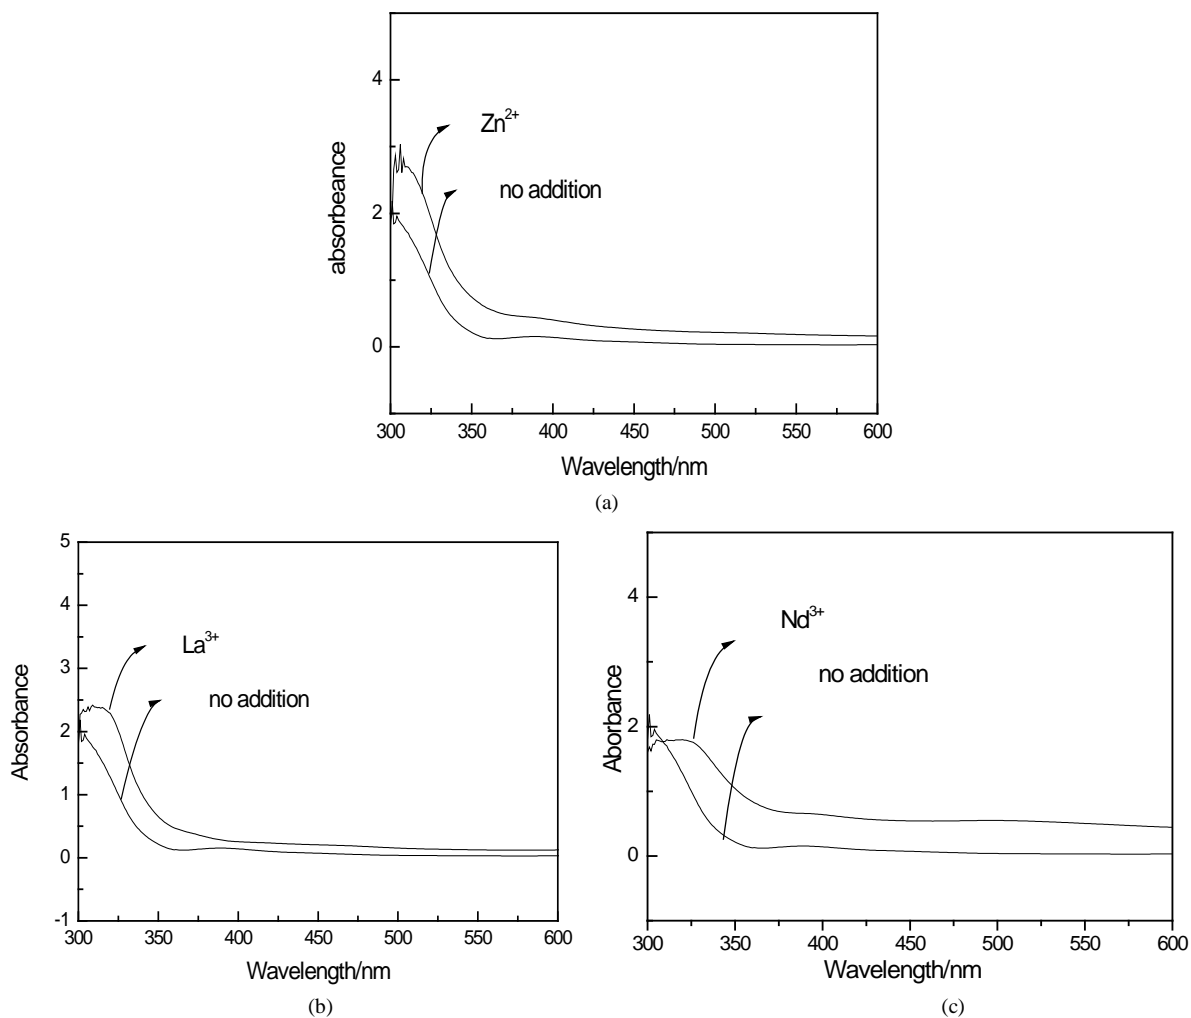 4
Zn2+
no addition
2
absorbeance
0
300 350 400 450 500 550 600
Wavelength/nm
(a)
5
4
La3+
3
no addition
2
Absorbance
1
0
-1
300 350 400 450 500 550 600
Wavelength/nm
(b)
4
Nd3+
no addition
2
Aborbance
0
300 350 400 450 500 550 600
Wavelength/nm
(c)